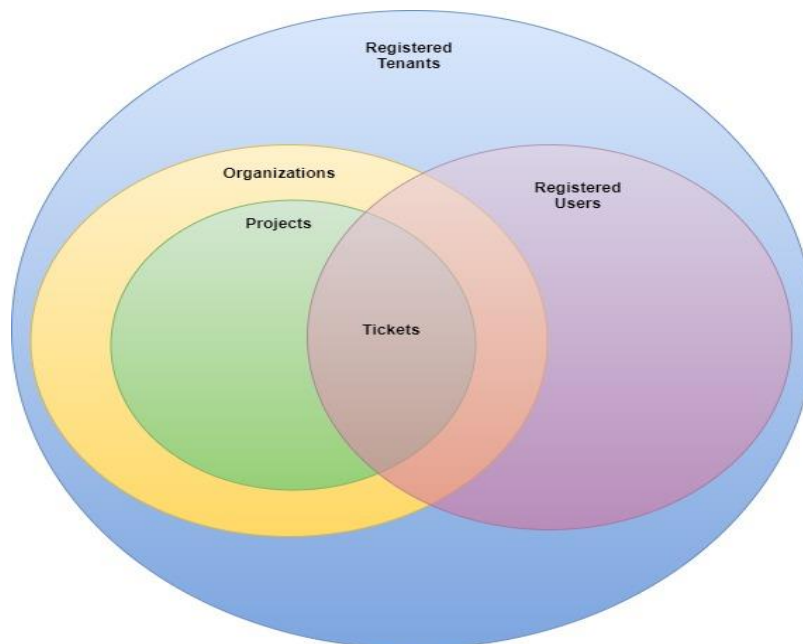 Registered
Tenants
Organizations
Registered
Users
Projects
Tickets